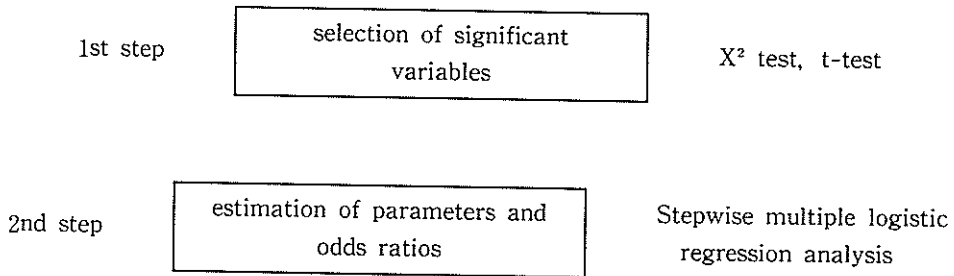 1st step
selection of significant
variables
X² test, t-test
2nd step
estimation of parameters and
odds ratios
Stepwise multiple logistic
regression analysis